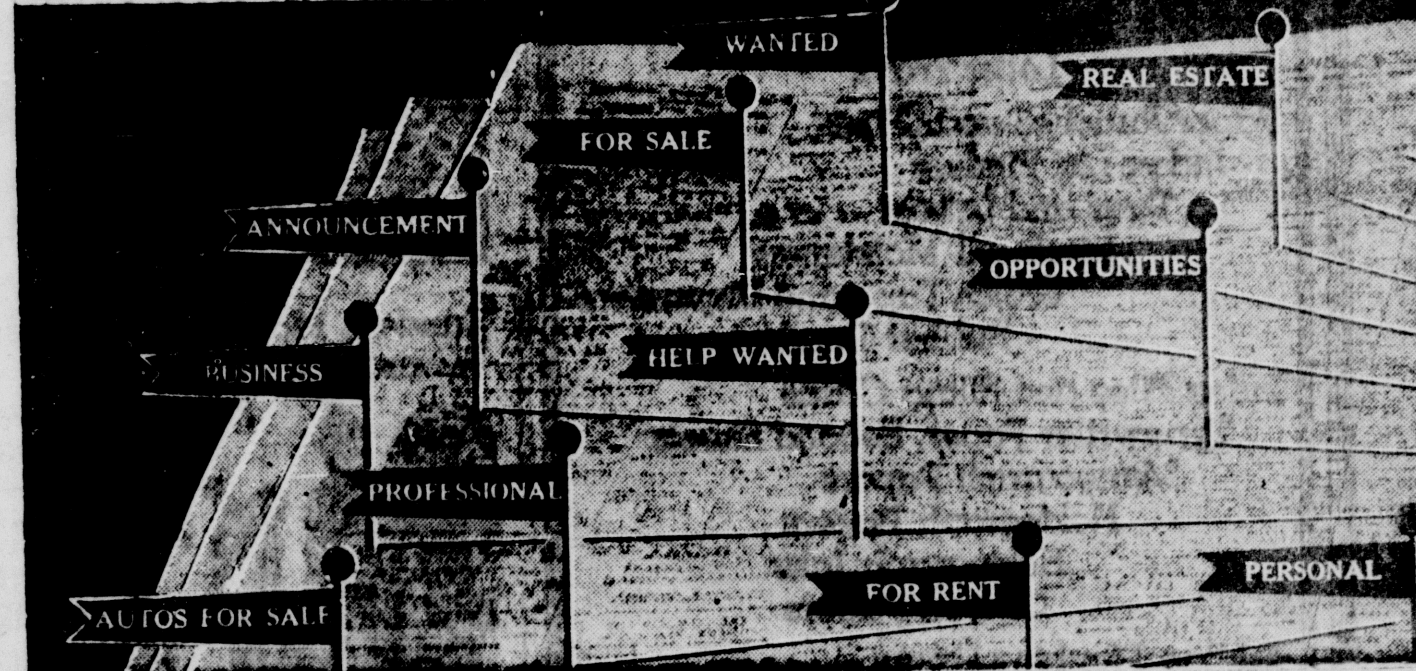 WANTED
REAL ESTATE
FOR SALE
ANNOUNCEMENT
OPPORTUNITIES
HELP WANTED
BUSINESS
PROFESSIONAL
FOR RENT
PERSONAL
AUTOS FOR SALE